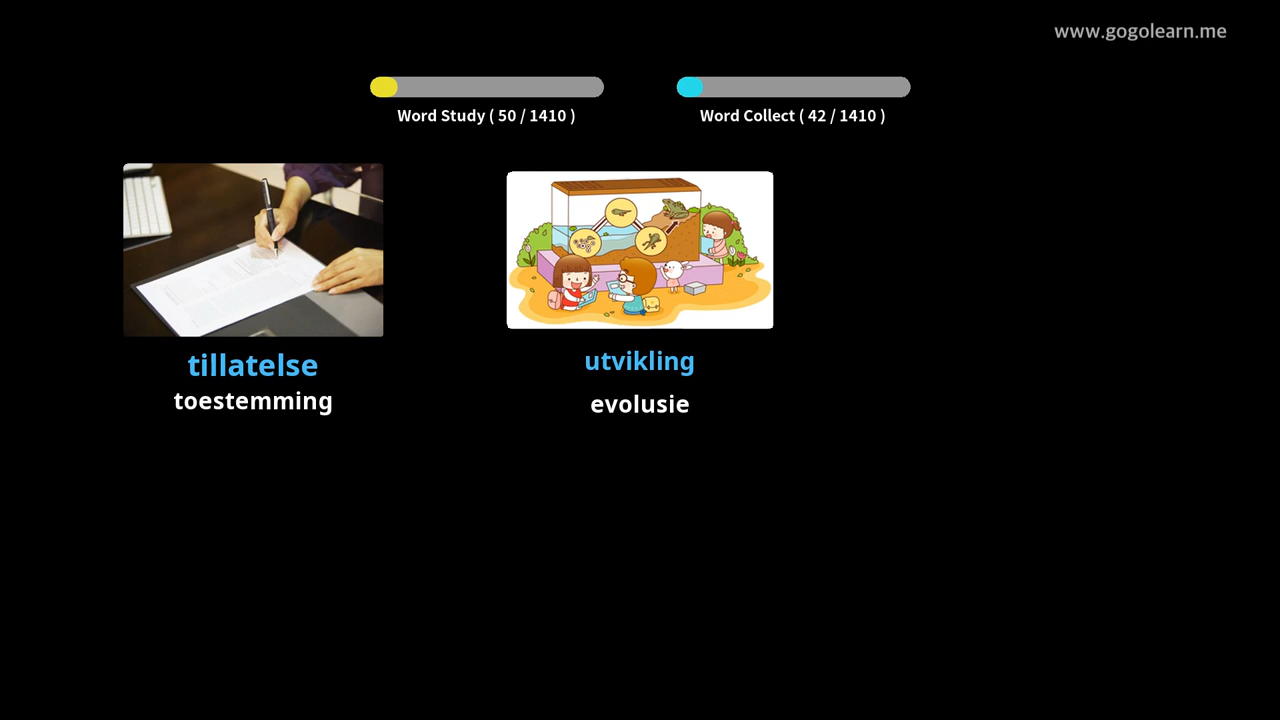 www.gogolearn.me
Word Study ( 50 / 1410 )
Word Collect ( 42 / 1410 )
tillatelse
toestemming
utvikling
evolusie